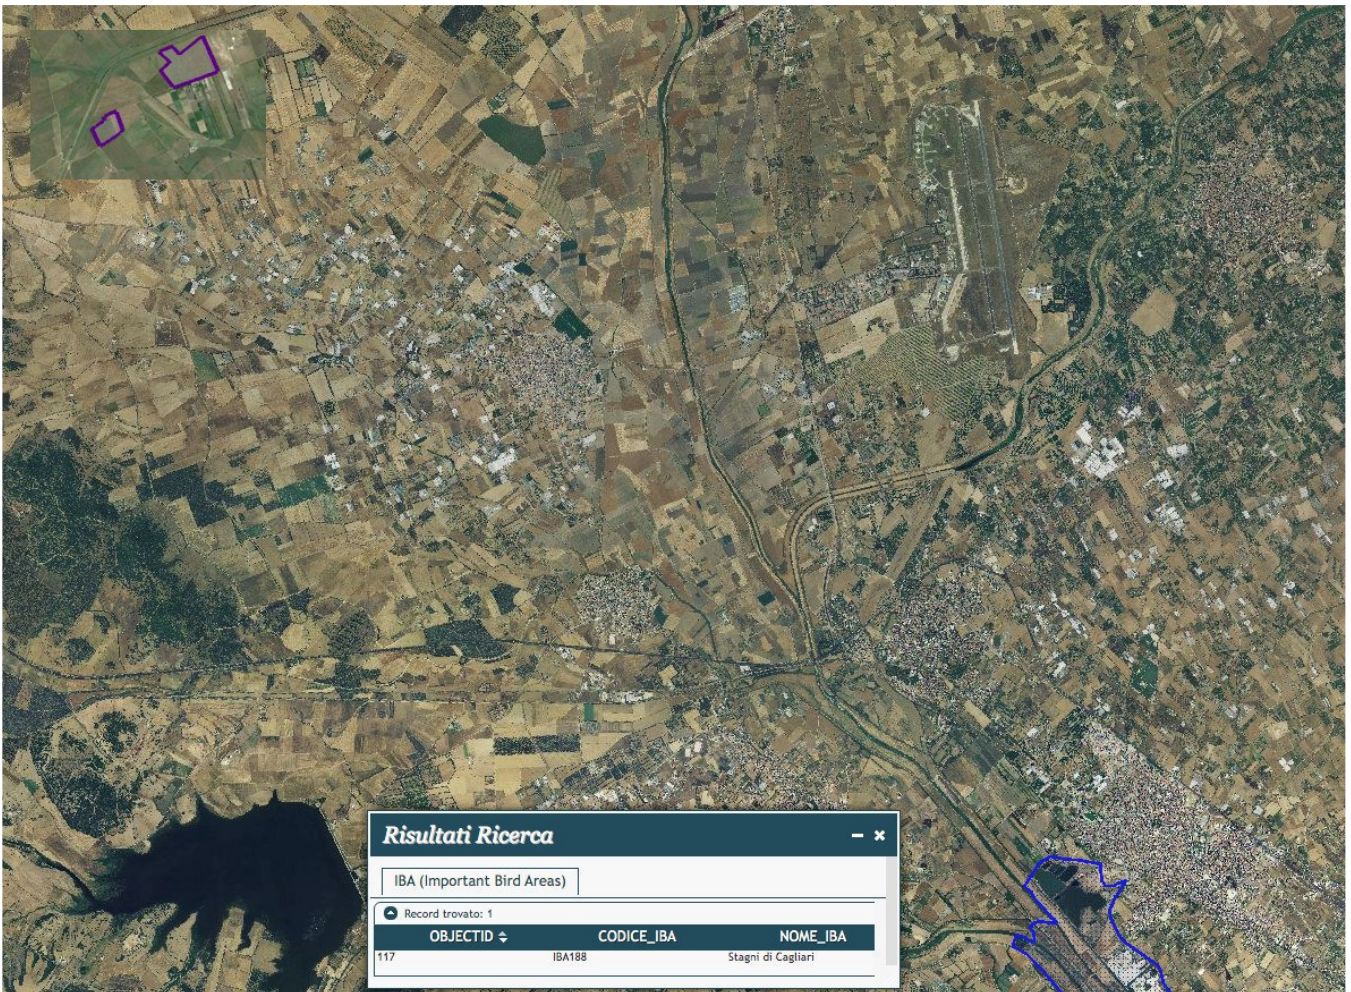 Risultati Ricerca
IBA (Important Bird Areas)
Record trovato: 1
OBJECTID CODICE_IBA NOME_IBA
117 IBA188 Stagni di Cagliari